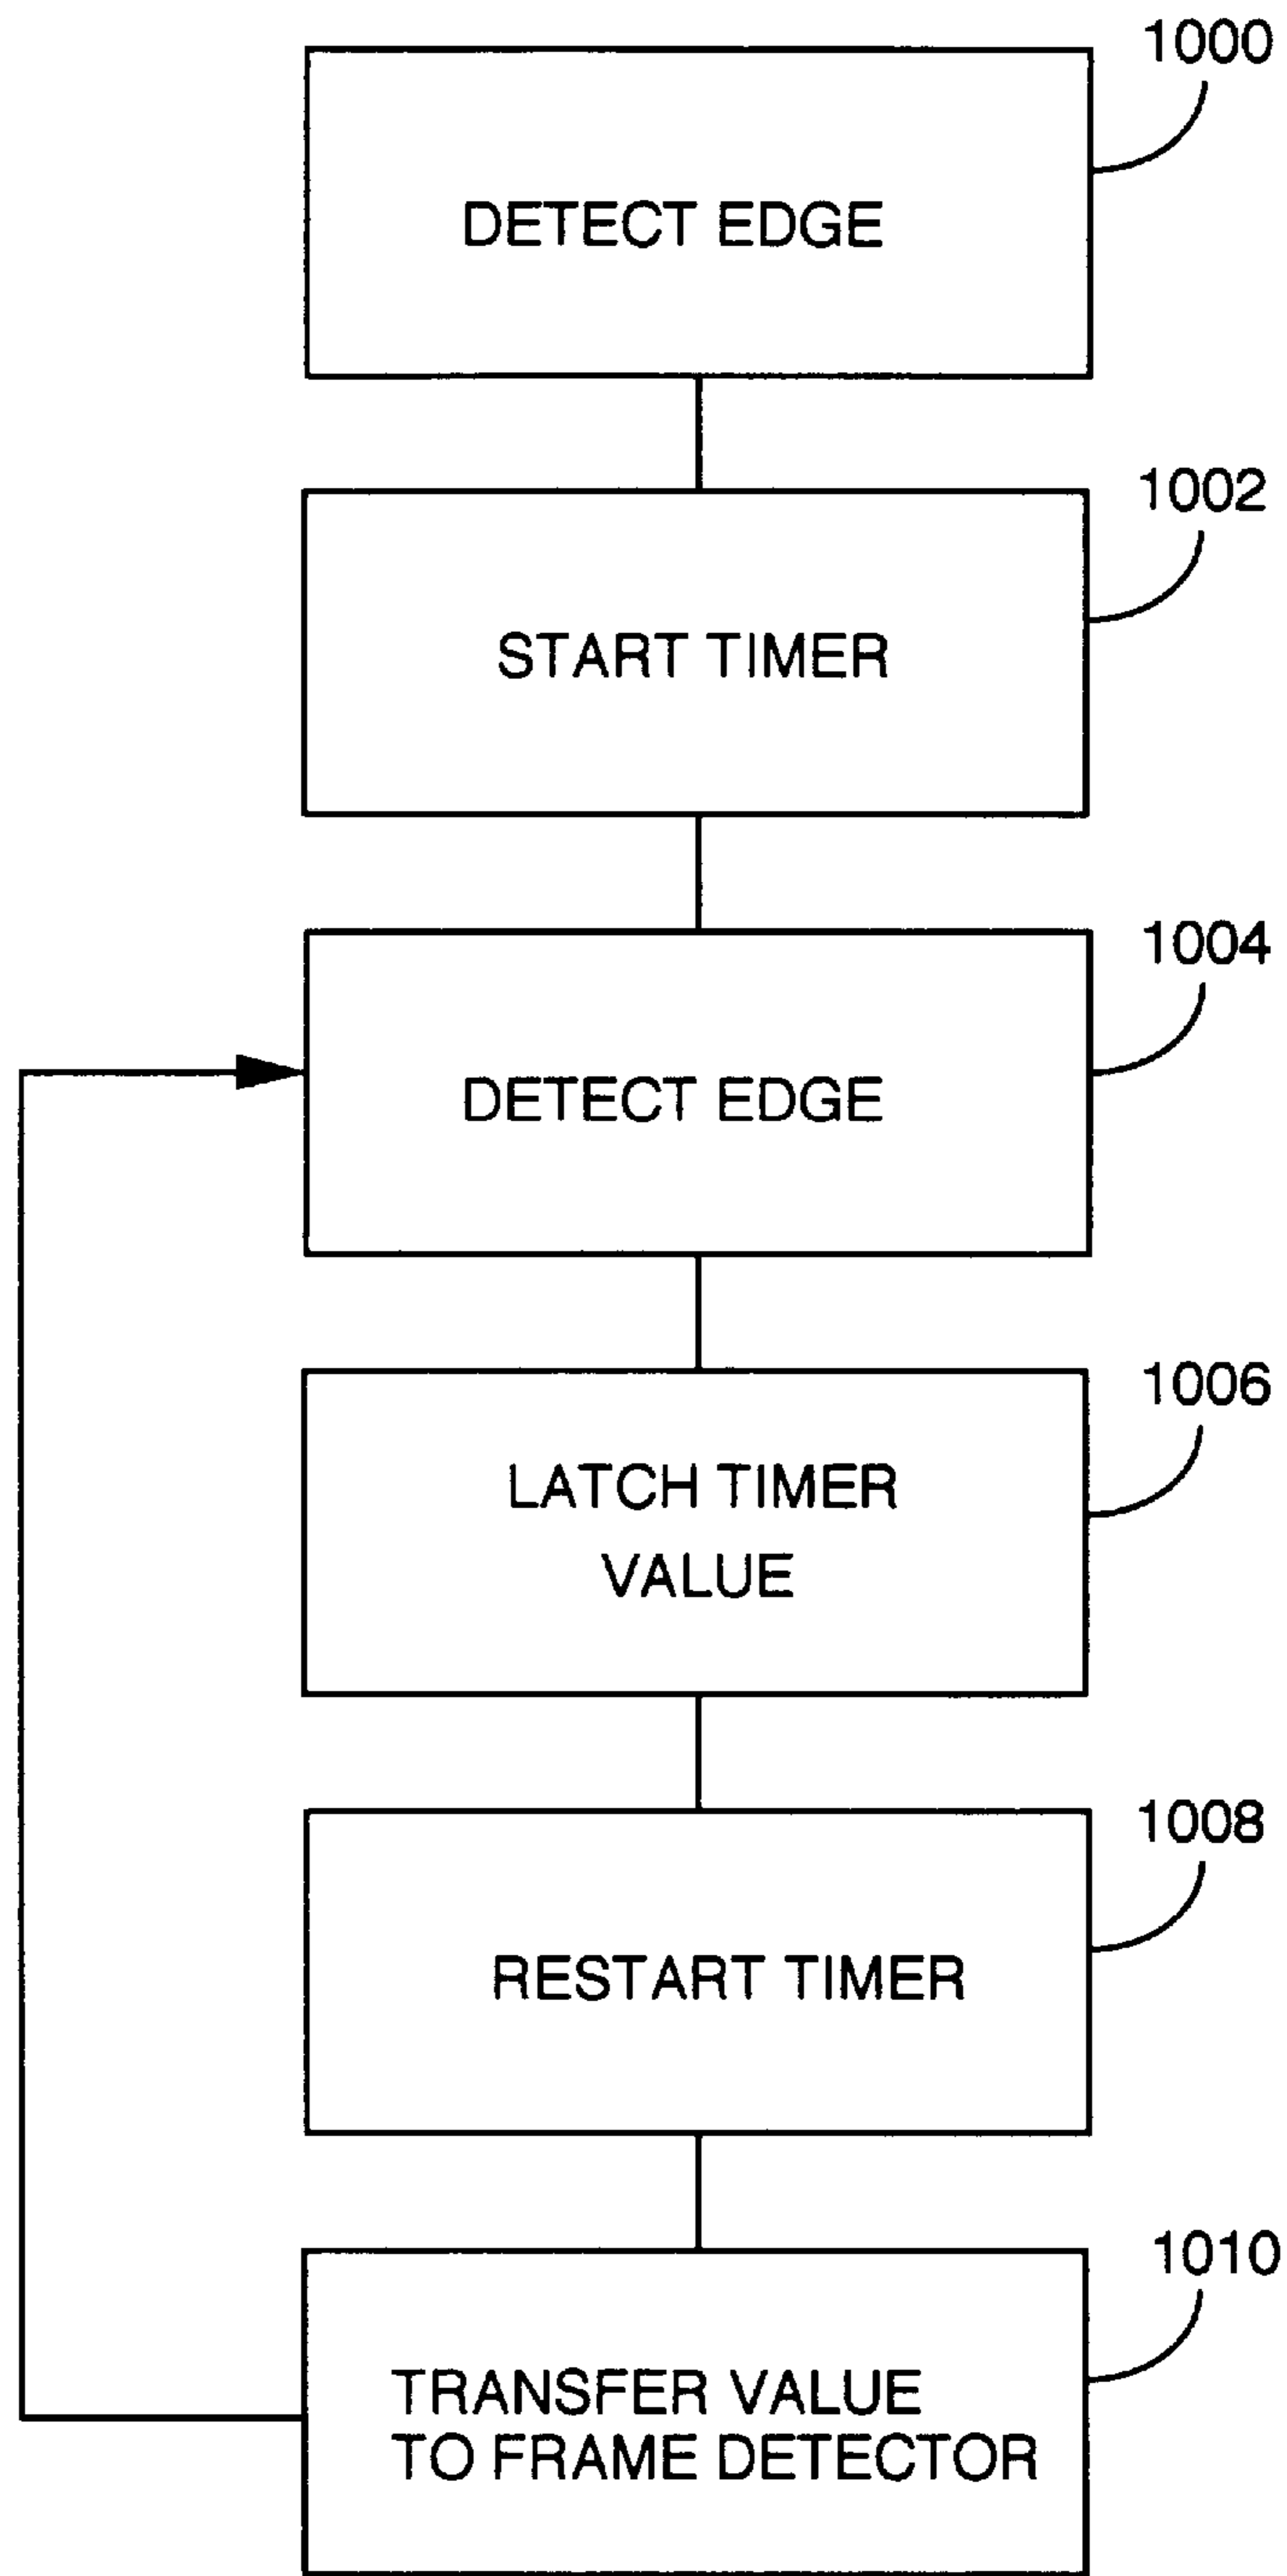 1000
DETECT EDGE
1002
START TIMER
1004
DETECT EDGE
1006
LATCH TIMER
VALUE
1008
RESTART TIMER
1010
TRANSFER VALUE
TO FRAME DETECTOR